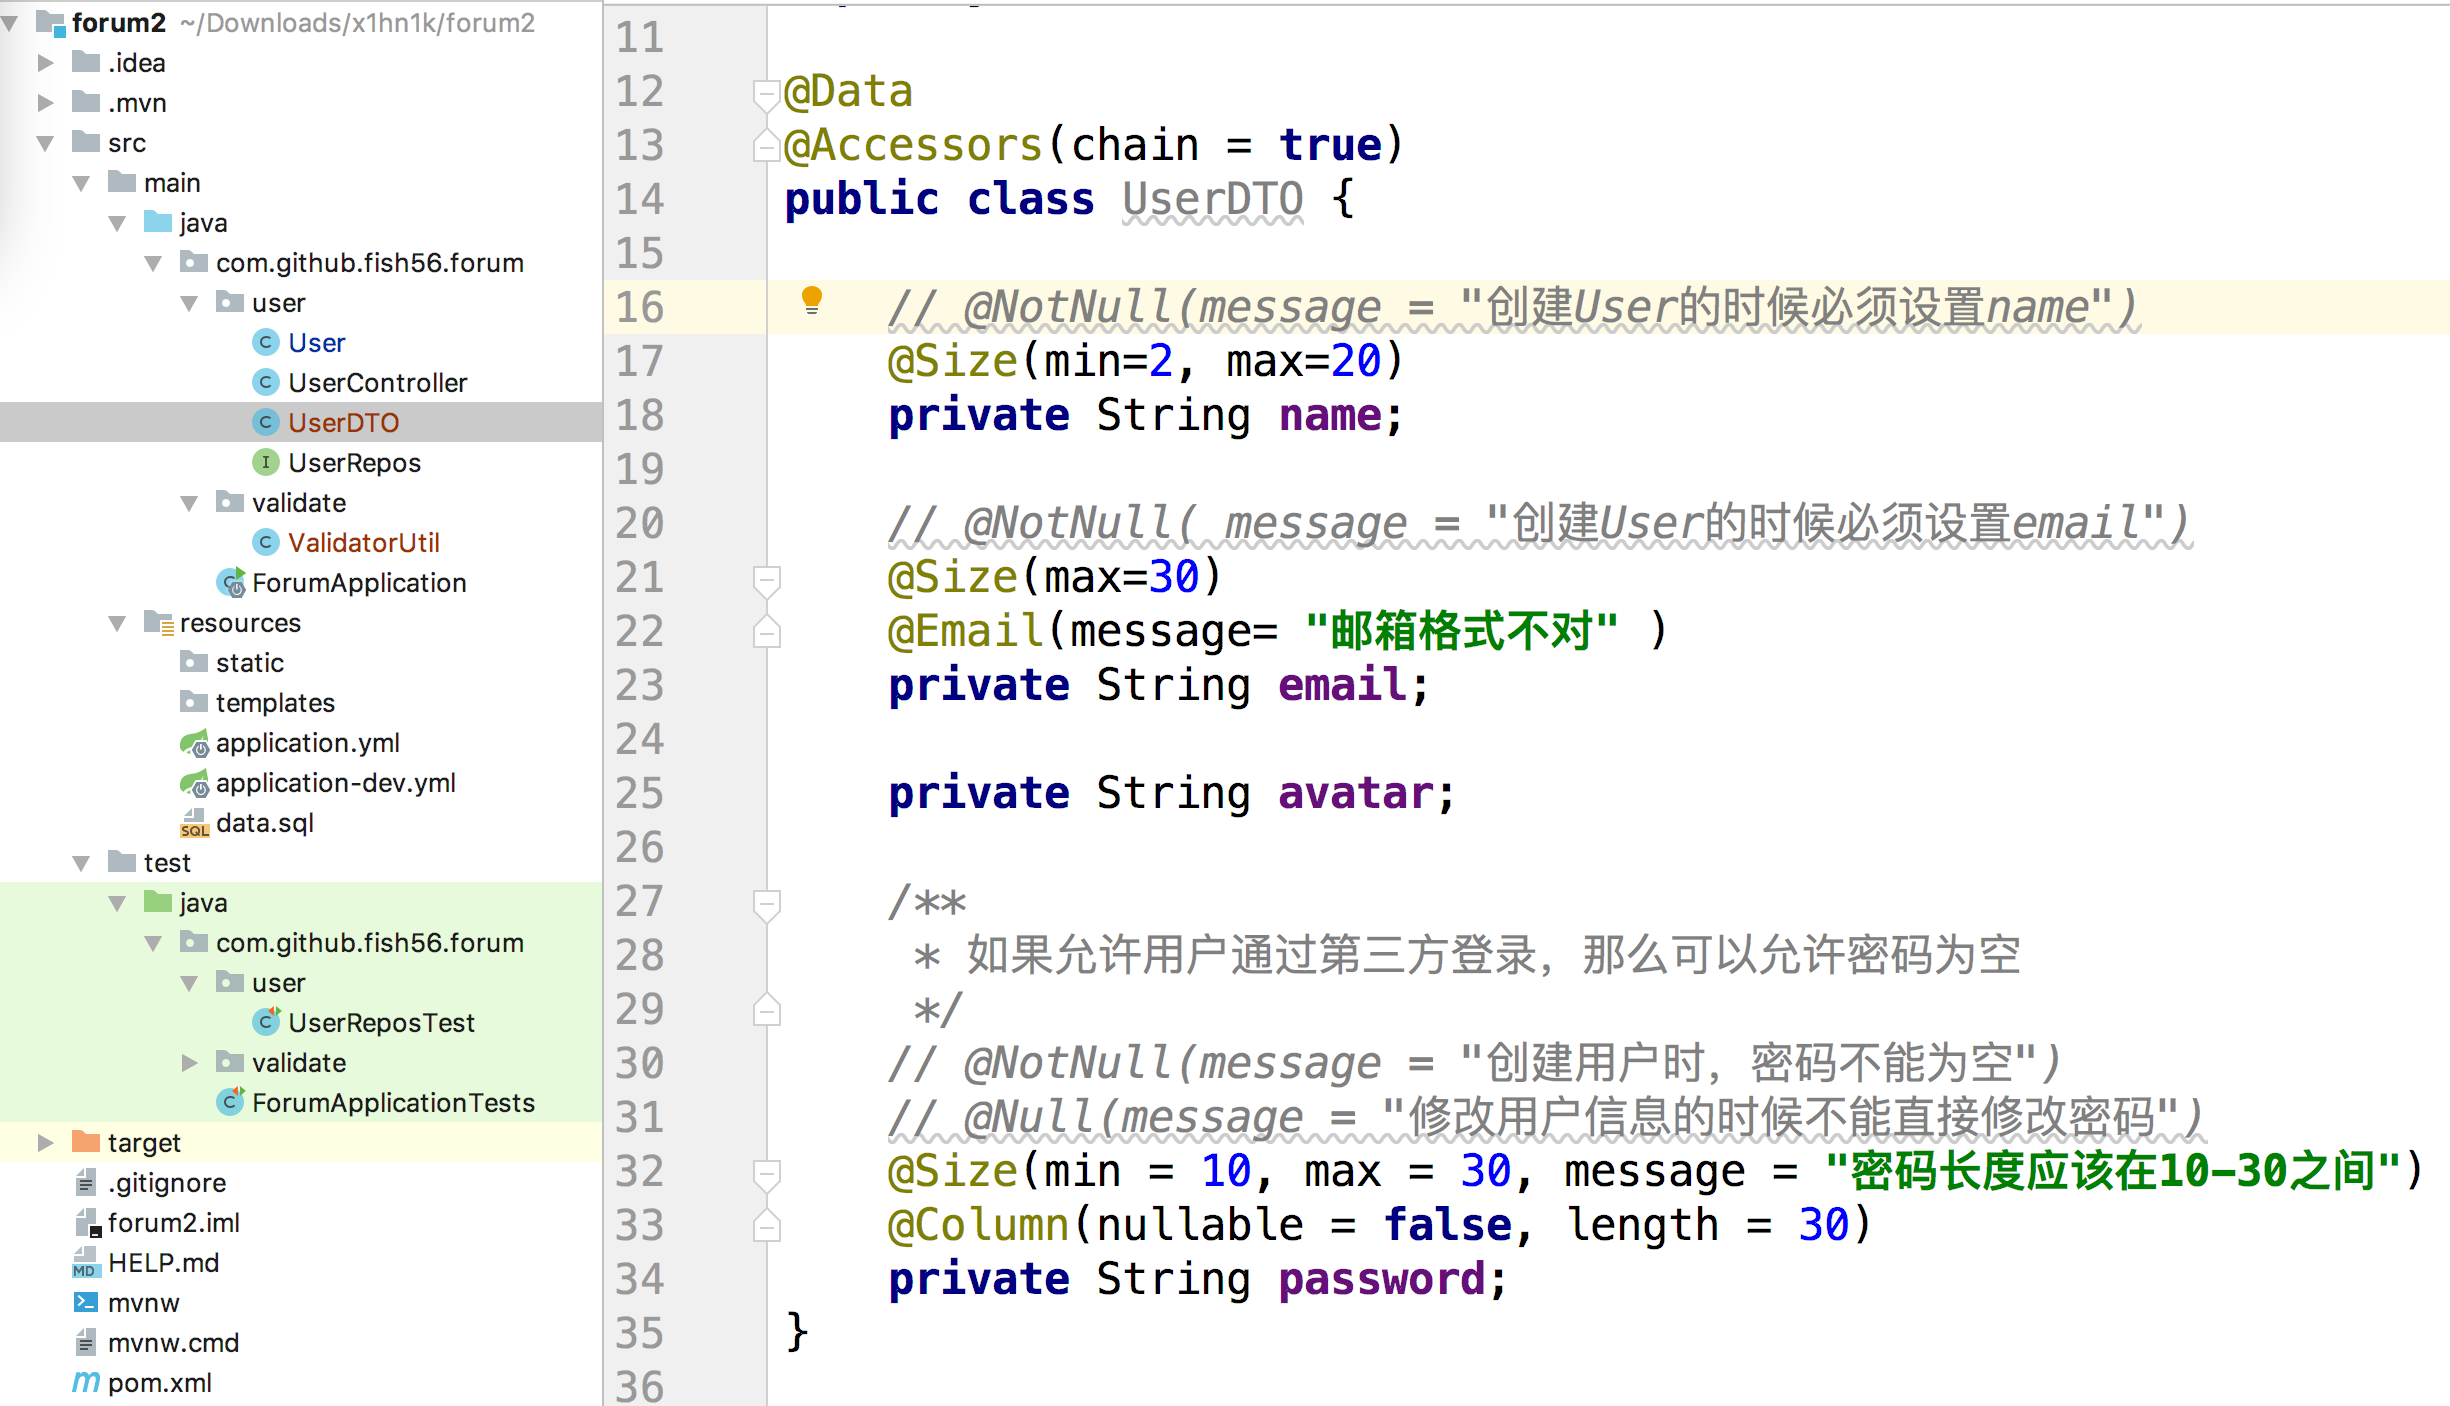 forum2 ~/Downloads/x1hn1k/forum2
.idea
.mvn
src
main
java
com.github.fish56.forum
user
User
UserController
UserDTO
UserRepos
validate
ValidatorUtil
ForumApplication
resources
static
templates
application.yml
application-dev.yml
data.sql
test
java
com.github.fish56.forum
user
UserReposTest
validate
ForumApplicationTests
target
.gitignore
forum2.iml
HELP.md
mvnw
mvnw.cmd
pom.xml
11
12 @Data
13 @Accessors(chain = true)
14 public class UserDTO {
15
16 // @NotNull(message = "创建User的时候必须设置name")
17 @Size(min=2, max=20)
18 private String name;
19
20 // @NotNull( message = "创建User的时候必须设置email")
21 @Size(max=30)
22 @Email(message= "邮箱格式不对" )
23 private String email;
24
25 private String avatar;
26
27 /**
28 * 如果允许用户通过第三方登录，那么可以允许密码为空
29 */
30 // @NotNull(message = "创建用户时，密码不能为空")
31 // @Null(message = "修改用户信息的时候不能直接修改密码")
32 @Size(min = 10, max = 30, message = "密码长度应该在10-30之间")
33 @Column(nullable = false, length = 30)
34 private String password;
35 }
36